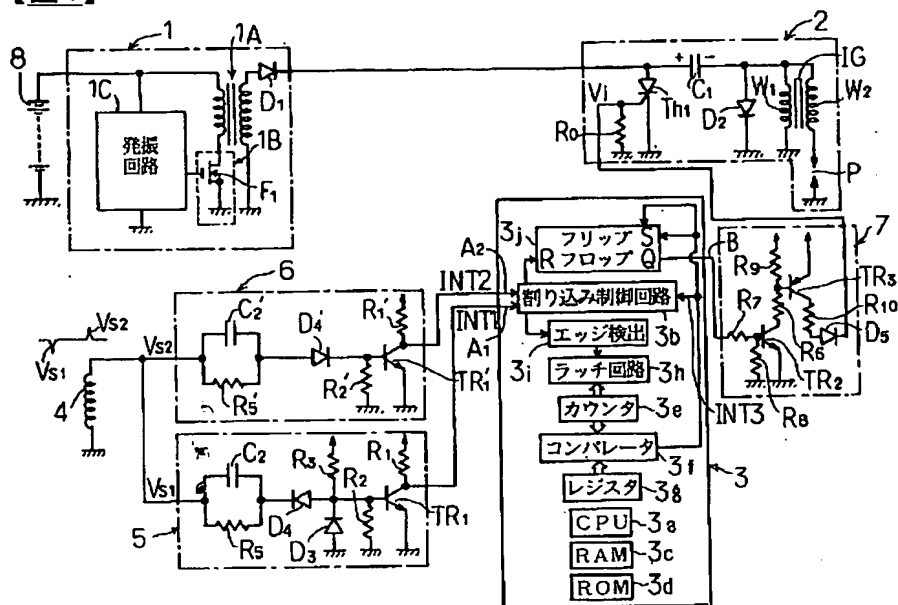 1
2
8
1A
1C
D1
発振
回路
1B
F1
+ -
C1
IG
Vi
Th1
R0
D2
W1
W2
P
7
3j
フリップ S
R フロップ Q
A2
B
R9
TR3
6
INT2
割り込み制御回路
3b
R7
R10
INT1
A1
C2'
D4'
R1'
VS2
VS1
VS2
4
R2'
TR1'
R5'
エッジ検出
3i
R6
D5
TR2
ラッチ回路
3h
INT3
R8
カウンタ
3e
コンパレータ
3f
3
VS1
C2
R3
R1
R2
D4
TR1
5
R5
D3
レジスタ
3g
CPU
3a
RAM
3c
ROM
3d